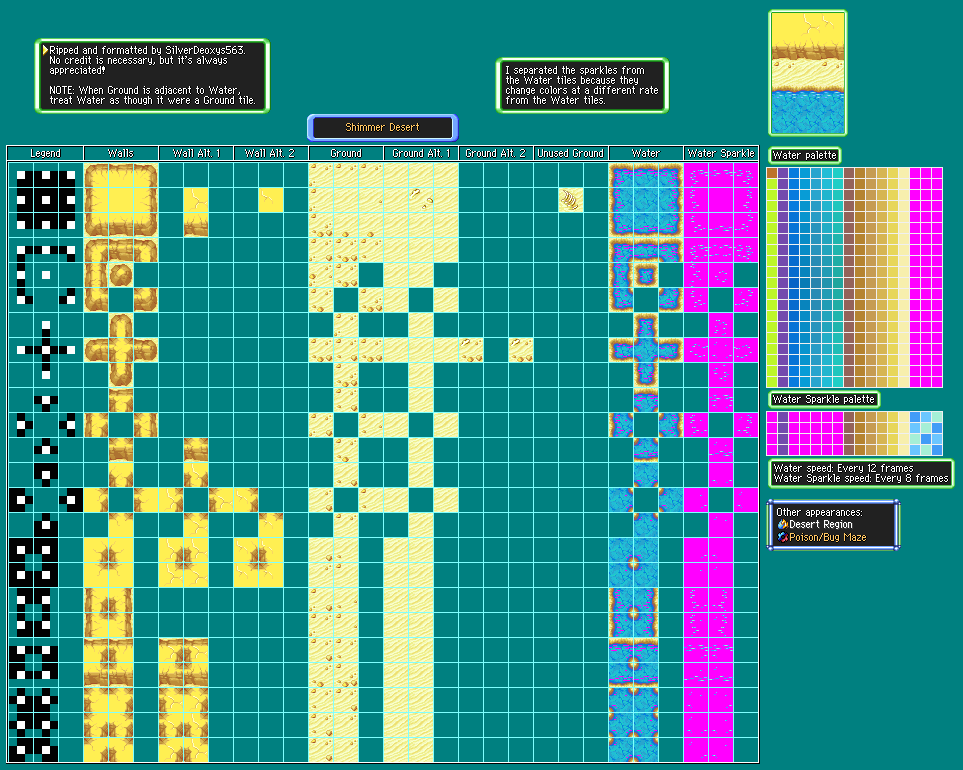 Ripped and formatted by SilverDeoxys563.
No credit is necessary, but it's always
appreciated!
NOTE: When Ground is adjacent to Water,
treat Water as though it were a Ground tile.
I separated the sparkles from
the Water tiles because they
change colors at a different rate
from the Water tiles.
Shimmer Desert
Legend
Walls
Wall Alt. 1
Wall Alt. 2
Ground
Ground Alt. 1
Ground Alt. 2
Unused Ground
Water
Water Sparkle
Water palette
Water Sparkle palette
Water speed: Every 12 frames
Water Sparkle speed: Every 8 frames
Other appearances:
Desert Region
Poison/Bug Maze